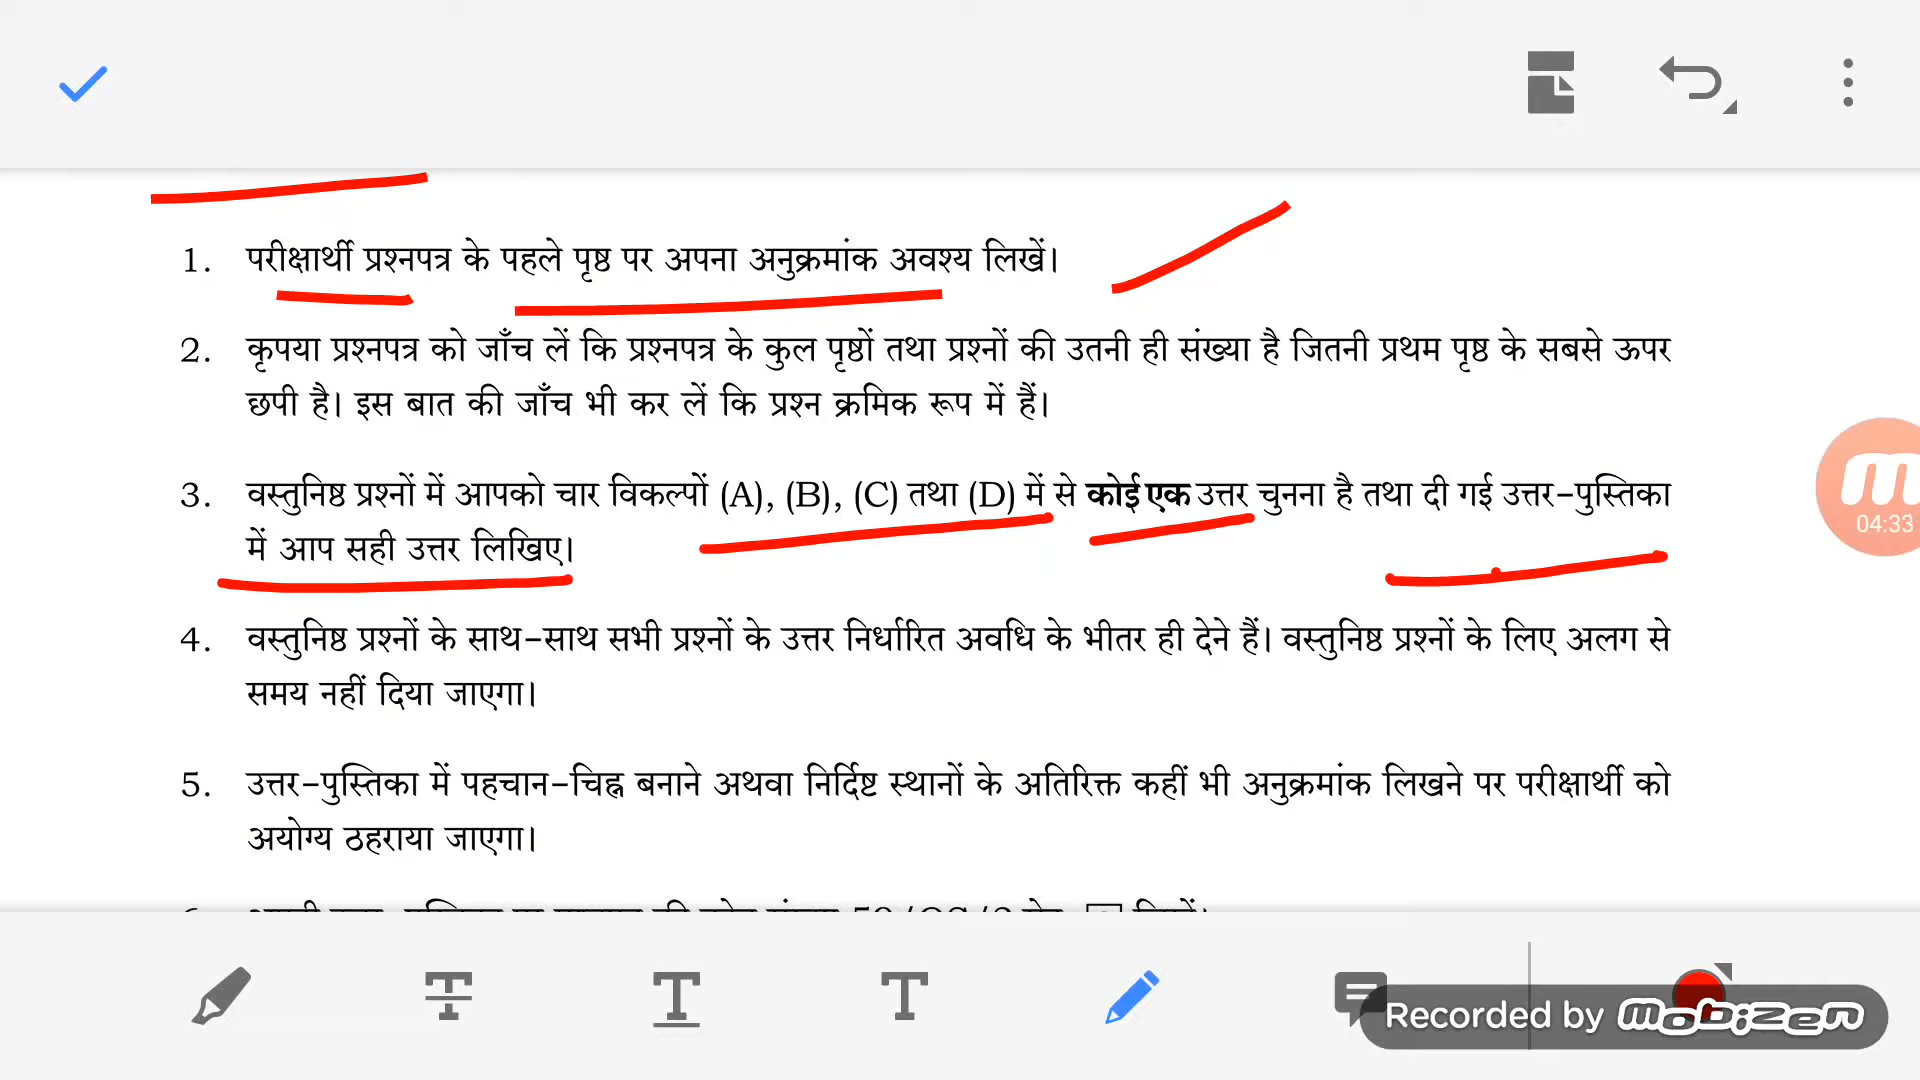 1. परीक्षार्थी प्रश्नपत्र के पहले पृष्ठ पर अपना अनुक्रमांक अवश्य लिखें।
2. कृपया प्रश्नपत्र को जाँच लें कि प्रश्नपत्र के कुल पृष्ठों तथा प्रश्नों की उतनी ही संख्या है जितनी प्रथम पृष्ठ के सबसे ऊपर
छपी है। इस बात की जाँच भी कर लें कि प्रश्न क्रमिक रूप में हैं।
3. वस्तुनिष्ठ प्रश्नों में आपको चार विकल्पों (A), (B), (C) तथा (D) में से कोई एक उत्तर चुनना है तथा दी गई उत्तर-पुस्तिका
में आप सही उत्तर लिखिए।
04:33
4. वस्तुनिष्ठ प्रश्नों के साथ-साथ सभी प्रश्नों के उत्तर निर्धारित अवधि के भीतर ही देने हैं। वस्तुनिष्ठ प्रश्नों के लिए अलग से
समय नहीं दिया जाएगा।
5. उत्तर-पुस्तिका में पहचान-चिह्न बनाने अथवा निर्दिष्ट स्थानों के अतिरिक्त कहीं भी अनुक्रमांक लिखने पर परीक्षार्थी को
अयोग्य ठहराया जाएगा।
Recorded by mobizen